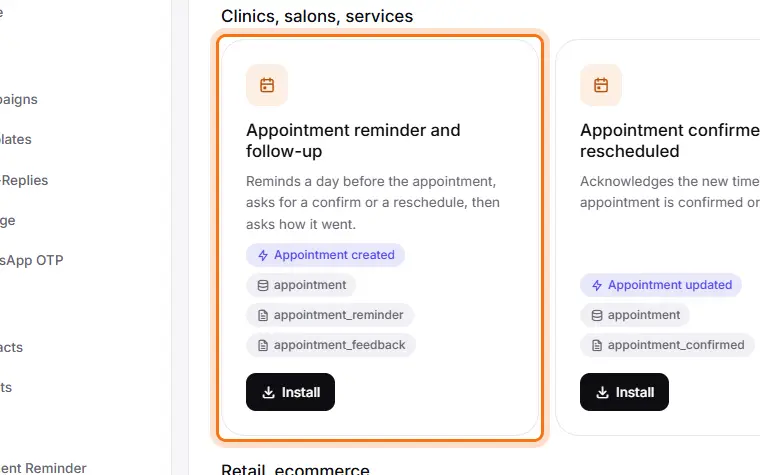 e
paigns
lates
-Replies
ge
sApp OTP
acts
ts
ent Reminder
Clinics, salons, services
Appointment reminder and
follow-up
Reminds a day before the appointment,
asks for a confirm or a reschedule, then
asks how it went.
Appointment created
appointment
appointment_reminder
appointment_feedback
Install
Appointment confirme
rescheduled
Acknowledges the new time
appointment is confirmed or
Appointment updated
appointment
appointment_confirmed
Install
Retail, ecommerce